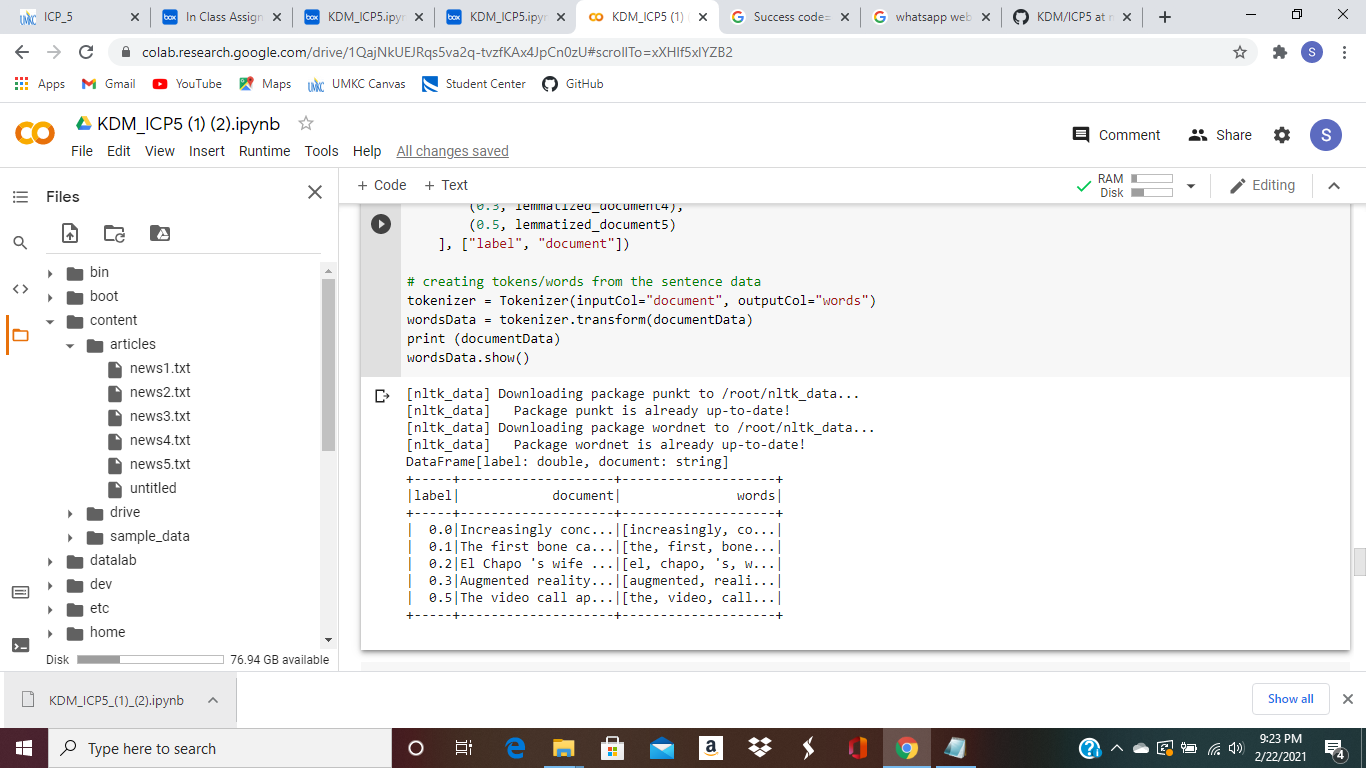 ICP_5
In Class Assign
KDM_ICP5.ipyn
KDM_ICP5.ipyn
KDM_ICP5 (1) (
Success code=
whatsapp web
KDM/ICP5 at n
colab.research.google.com/drive/1QajNkUEJRqs5va2q-tvzfKAx4JpCn0zU#scrollTo=xXHIf5xlYZB2
S
Apps
Gmail
YouTube
Maps
UMKC Canvas
Student Center
GitHub
KDM_ICP5 (1) (2).ipynb
File Edit View Insert Runtime Tools Help All changes saved
Comment
Share
S
Files
+ Code + Text
RAM
Disk
Editing
bin
boot
content
articles
news1.txt
news2.txt
news3.txt
news4.txt
news5.txt
untitled
drive
sample_data
datalab
dev
etc
home
Disk 76.94 GB available
(0.3, lemmatized_document4),
(0.5, lemmatized_document5)
], ["label", "document"])
# creating tokens/words from the sentence data
tokenizer = Tokenizer(inputCol="document", outputCol="words")
wordsData = tokenizer.transform(documentData)
print (documentData)
wordsData.show()
[nltk_data] Downloading package punkt to /root/nltk_data...
[nltk_data]   Package punkt is already up-to-date!
[nltk_data] Downloading package wordnet to /root/nltk_data...
[nltk_data]   Package wordnet is already up-to-date!
DataFrame[label: double, document: string]
+-----+--------------------+--------------------+
|label|            document|               words|
+-----+--------------------+--------------------+
|  0.0|Increasingly conc...|[increasingly, co...|
|  0.1|The first bone ca...|[the, first, bone...|
|  0.2|El Chapo 's wife ...|[el, chapo, 's, w...|
|  0.3|Augmented reality...|[augmented, reali...|
|  0.5|The video call ap...|[the, video, call...|
+-----+--------------------+--------------------+
KDM_ICP5_(1)_(2).ipynb
Show all
Type here to search
9:23 PM
2/22/2021
4